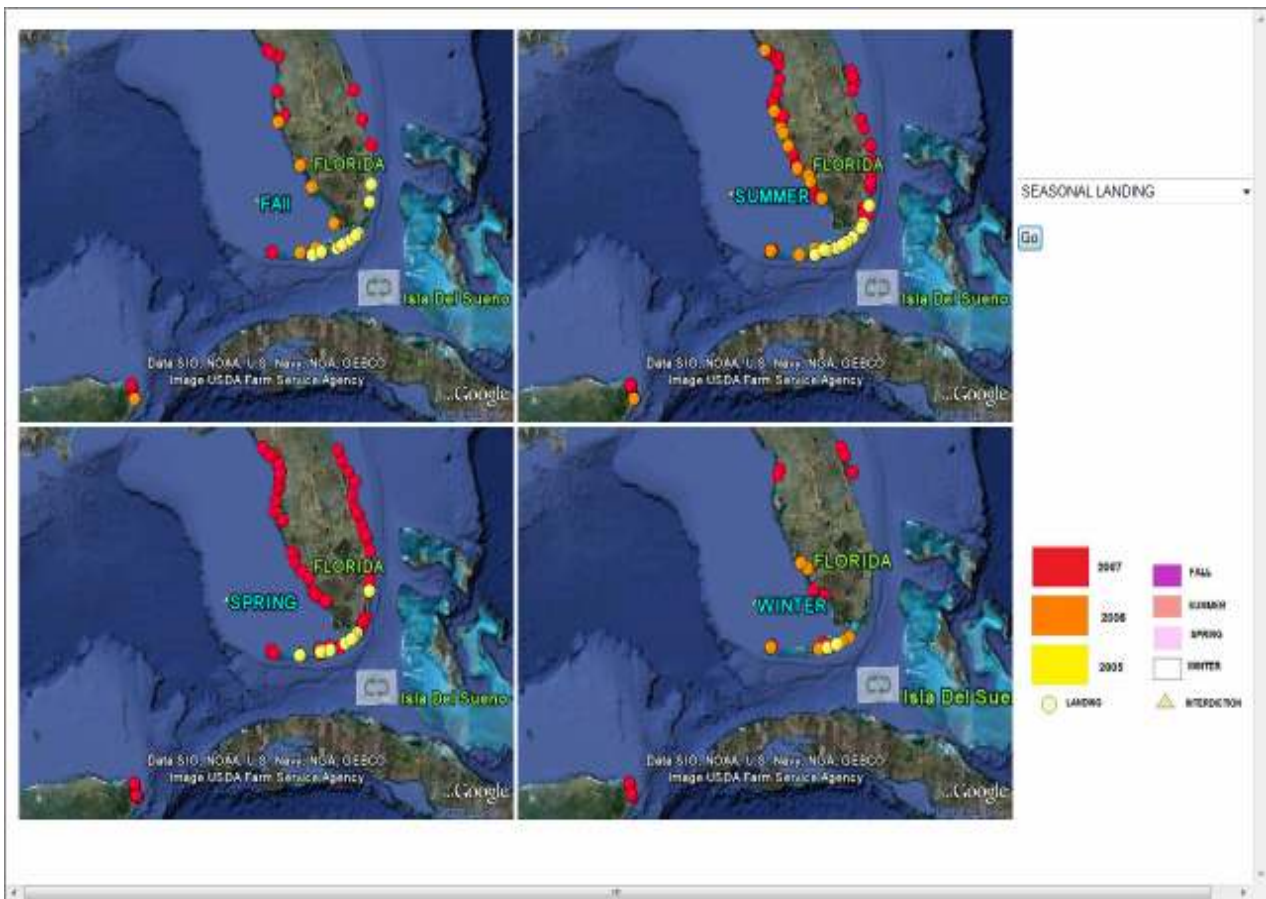 FLORIDA
FAll
Isla Del Sueno
Data SIO, NOAA, U.S. Navy, NGA, GEBCO
Image USDA Farm Service Agency
...Google
FLORIDA
SUMMER
Isla Del Sueno
Data SIO, NOAA, U.S. Navy, NGA, GEBCO
Image USDA Farm Service Agency
...Google
SEASONAL LANDING
Go
FLORIDA
SPRING
Isla Del Sueno
Data SIO, NOAA, U.S. Navy, NGA, GEBCO
Image USDA Farm Service Agency
...Google
FLORIDA
WINTER
Isla Del Sue
Data SIO, NOAA, U.S. Navy, NGA, GEBCO
Image USDA Farm Service Agency
...Google
2007
FALL
2006
SUMMER
SPRING
2005
WINTER
LANDING
INTERDICTION